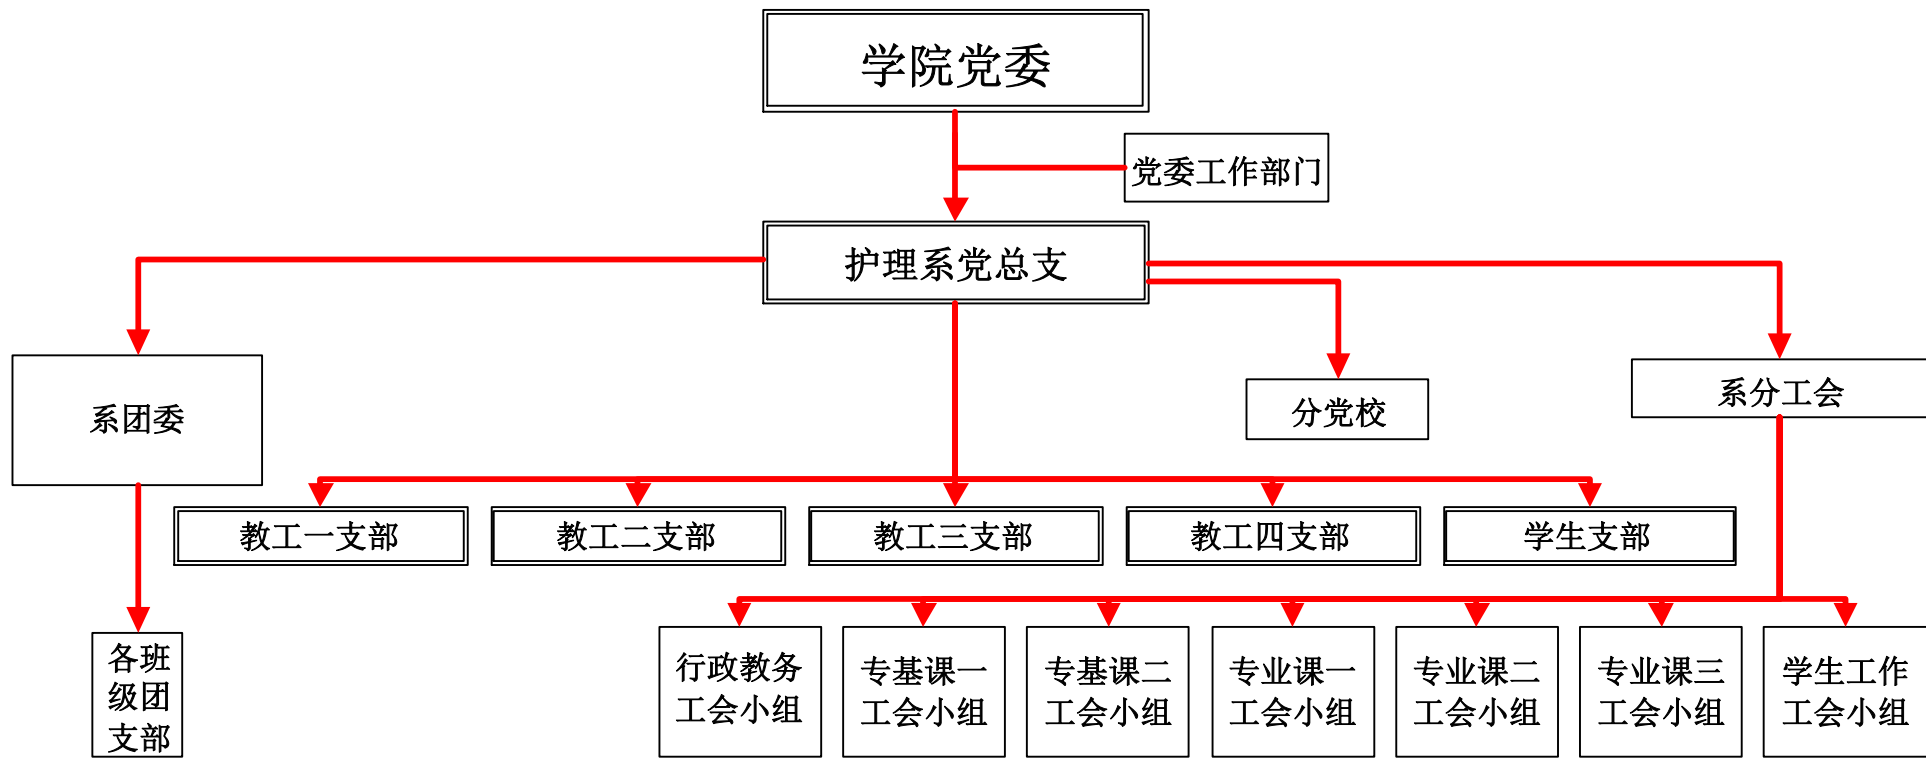 学院党委
党委工作部门
护理系党总支
系团委
分党校
系分工会
教工一支部
教工二支部
教工三支部
教工四支部
学生支部
各班
级团
支部
行政教务
工会小组
专基课一
工会小组
专基课二
工会小组
专业课一
工会小组
专业课二
工会小组
专业课三
工会小组
学生工作
工会小组